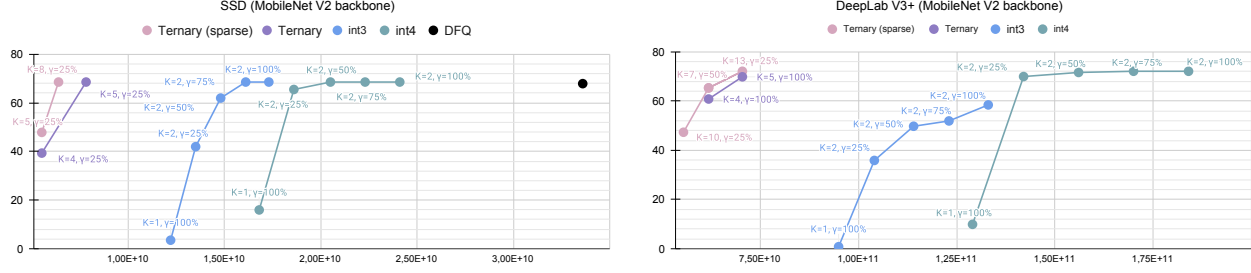 SSD (MobileNet V2 backbone)
Ternary (sparse) Ternary int3 int4 DFQ
80
60
40
20
0
K=8, γ=25%
K=5, γ=25%
K=5, γ=25%
K=4, γ=25%
K=2, γ=100%
K=2, γ=75%
K=2, γ=50%
K=2, γ=25%
K=1, γ=100%
K=2, γ=50%
K=2, γ=100%
K=2, γ=75%
K=2, γ=25%
K=1, γ=100%
1,00E+10 1,50E+10 2,00E+10 2,50E+10 3,00E+10
DeepLab V3+ (MobileNet V2 backbone)
Ternary (sparse) Ternary int3 int4
80
60
40
20
0
K=13, γ=25%
K=7, γ=50%
K=5, γ=100%
K=4, γ=100%
K=10, γ=25%
K=2, γ=100%
K=2, γ=75%
K=2, γ=50%
K=2, γ=25%
K=1, γ=100%
K=2, γ=25%
K=2, γ=50%
K=2, γ=75%
K=2, γ=100%
K=1, γ=100%
7,50E+10 1,00E+11 1,25E+11 1,50E+11 1,75E+11